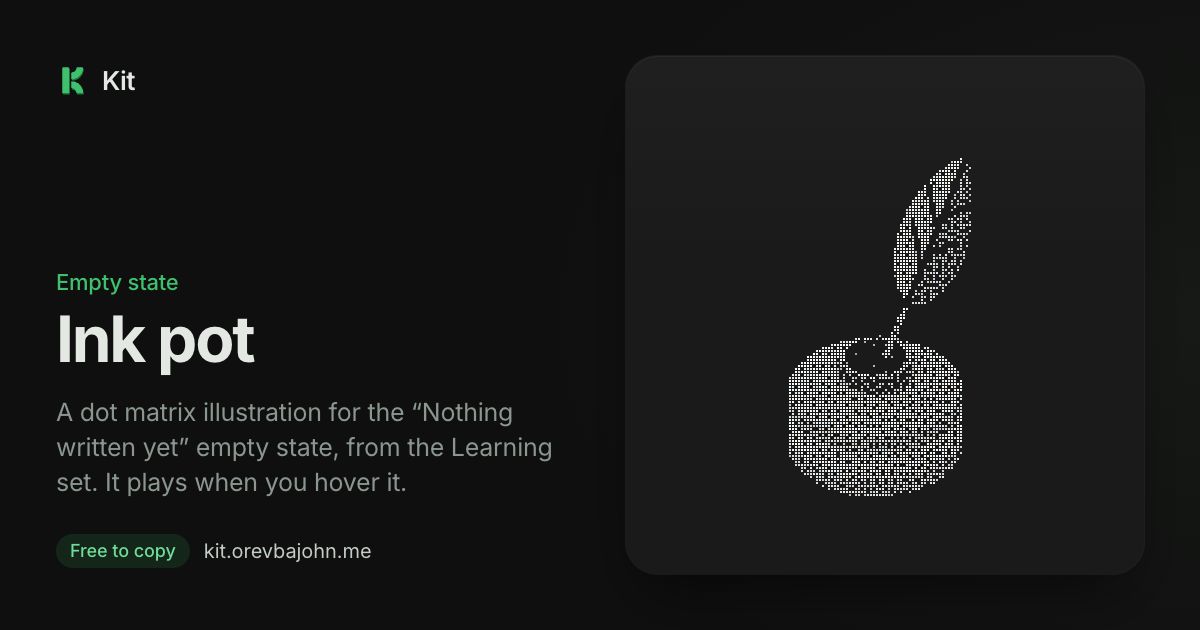 Kit
Empty state
Ink pot
A dot matrix illustration for the “Nothing
written yet” empty state, from the Learning
set. It plays when you hover it.
Free to copy
kit.orevbajohn.me